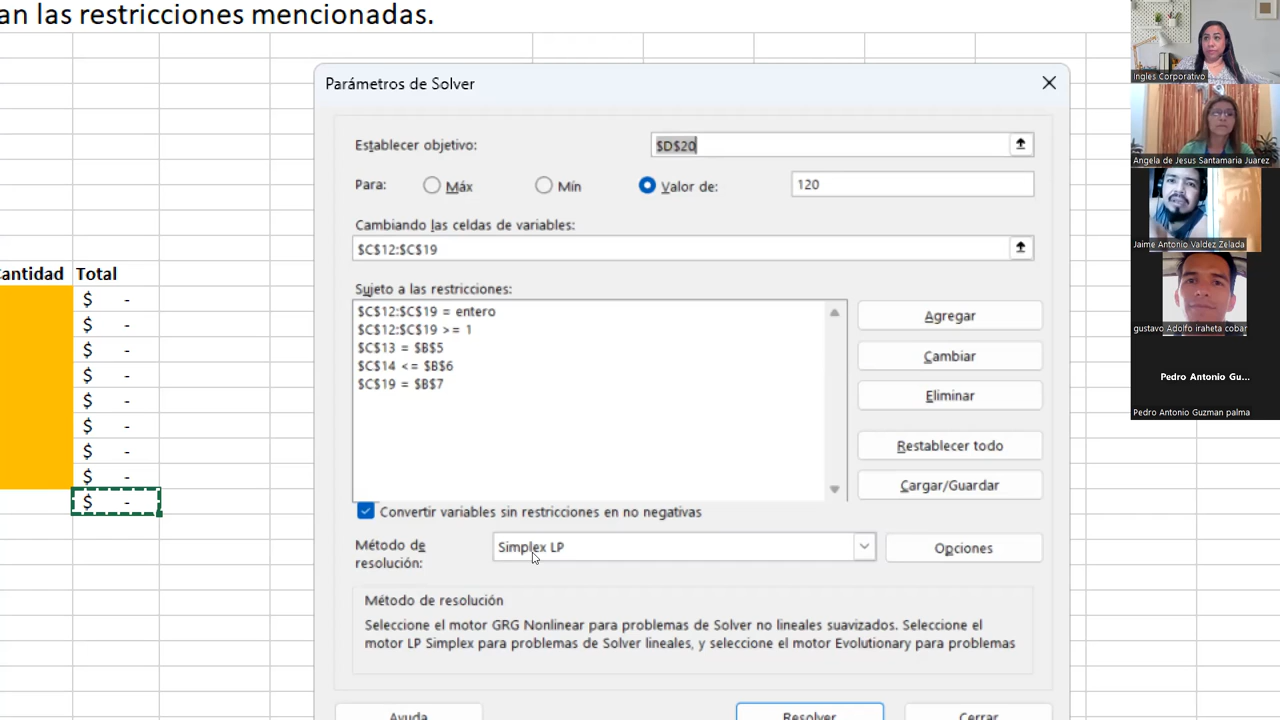 an las restricciones mencionadas.
Parámetros de Solver
Establecer objetivo:
$D$20
Para:
Máx
Mín
Valor de:
120
Cambiando las celdas de variables:
$C$12:$C$19
Sujeto a las restricciones:
$C$12:$C$19 = entero
$C$12:$C$19 >= 1
$C$13 = $B$5
$C$14 <= $B$6
$C$19 = $B$7
Agregar
Cambiar
Eliminar
Restablecer todo
Cargar/Guardar
Convertir variables sin restricciones en no negativas
Método de
resolución:
Simplex LP
Opciones
Método de resolución
Seleccione el motor GRG Nonlinear para problemas de Solver no lineales suavizados. Seleccione el
motor LP Simplex para problemas de Solver lineales, y seleccione el motor Evolutionary para problemas
Ayuda
Resolver
Cerrar
antidad Total
$ -
$ -
$ -
$ -
$ -
$ -
$ -
$ -
$ -
Ingles Corporativo
Angela de Jesus Santamaria Juarez
Jaime Antonio Valdez Zelada
gustavo Adolfo iraheta cobar
Pedro Antonio Gu...
Pedro Antonio Guzman palma